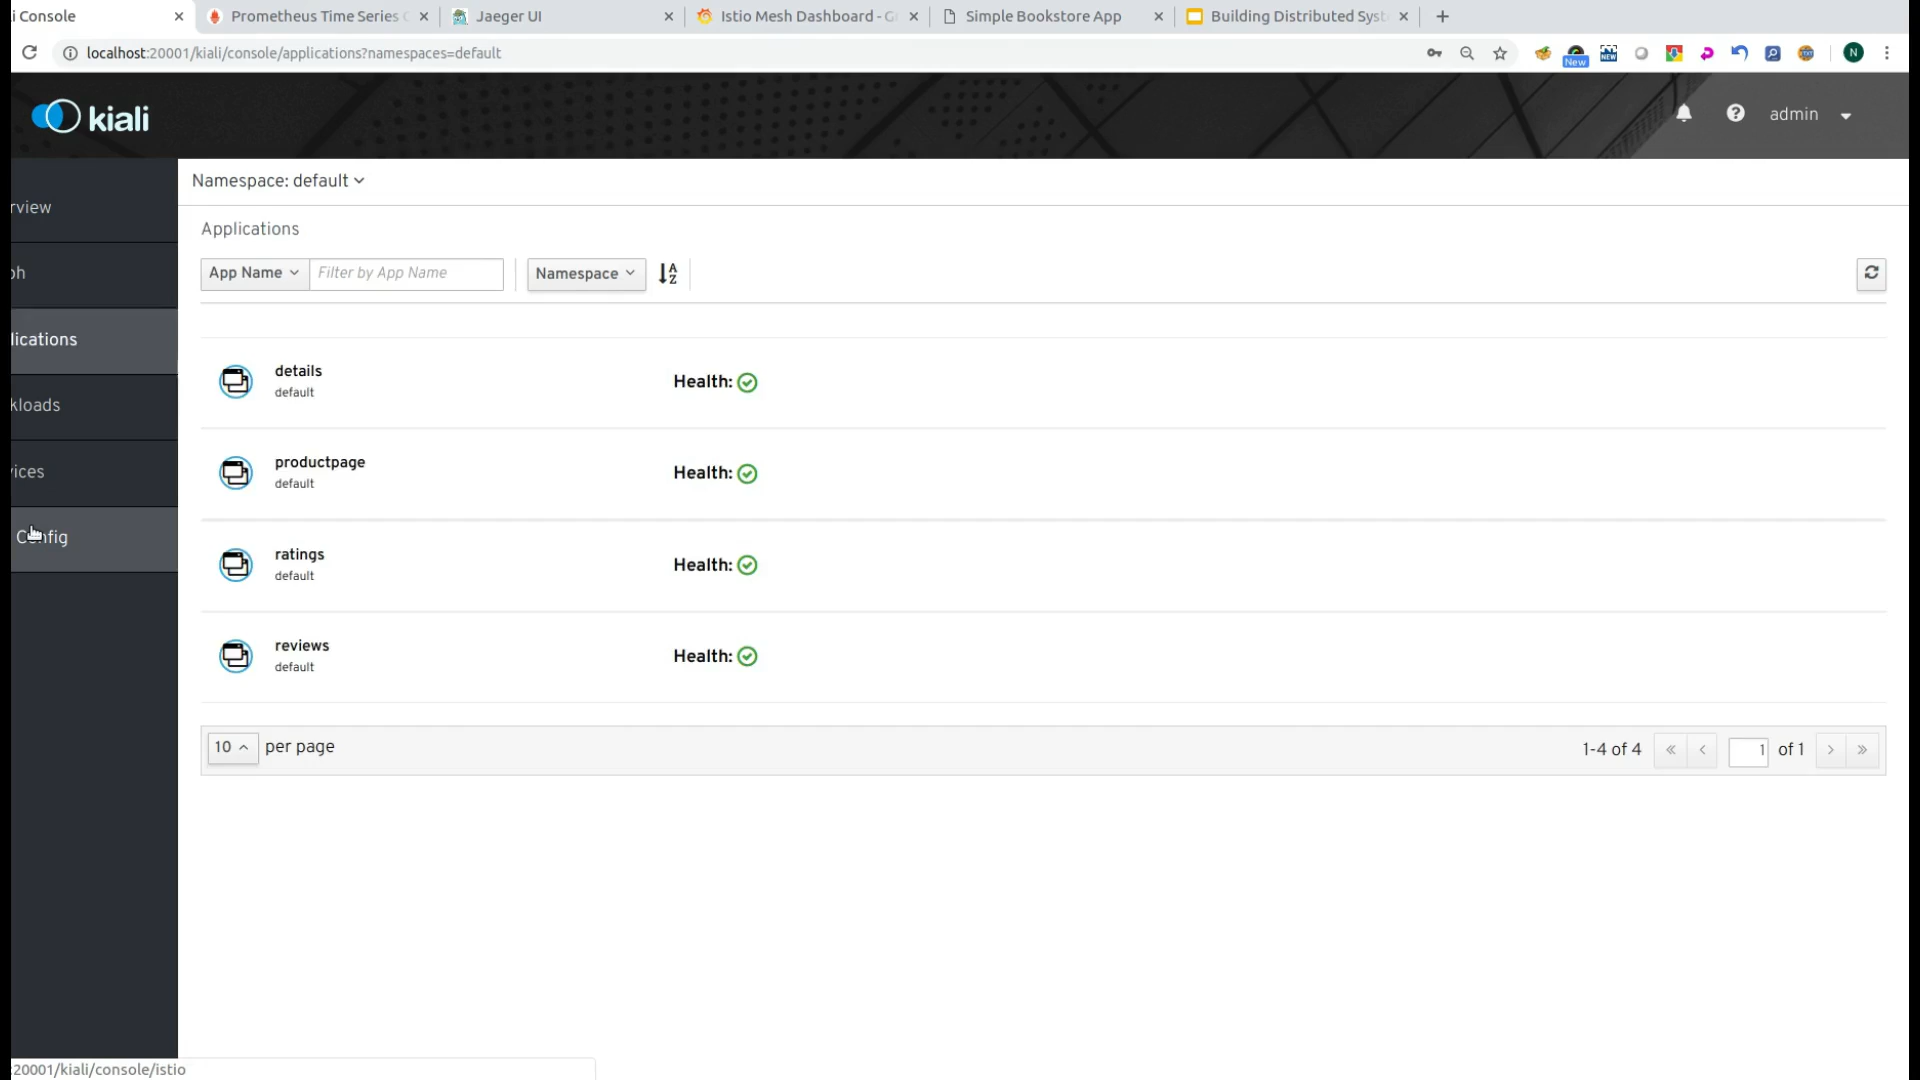 i Console
Prometheus Time Series C
Jaeger UI
Istio Mesh Dashboard - G
Simple Bookstore App
Building Distributed Syst
localhost:20001/kiali/console/applications?namespaces=default
New
NEW
N
kiali
admin
rview
ph
lications
kloads
vices
Config
Namespace: default
Applications
App Name
Filter by App Name
Namespace
A
Z
details
default
Health:
productpage
default
Health:
ratings
default
Health:
reviews
default
Health:
10
per page
1-4 of 4
«
‹
1
of 1
›
»
:20001/kiali/console/istio